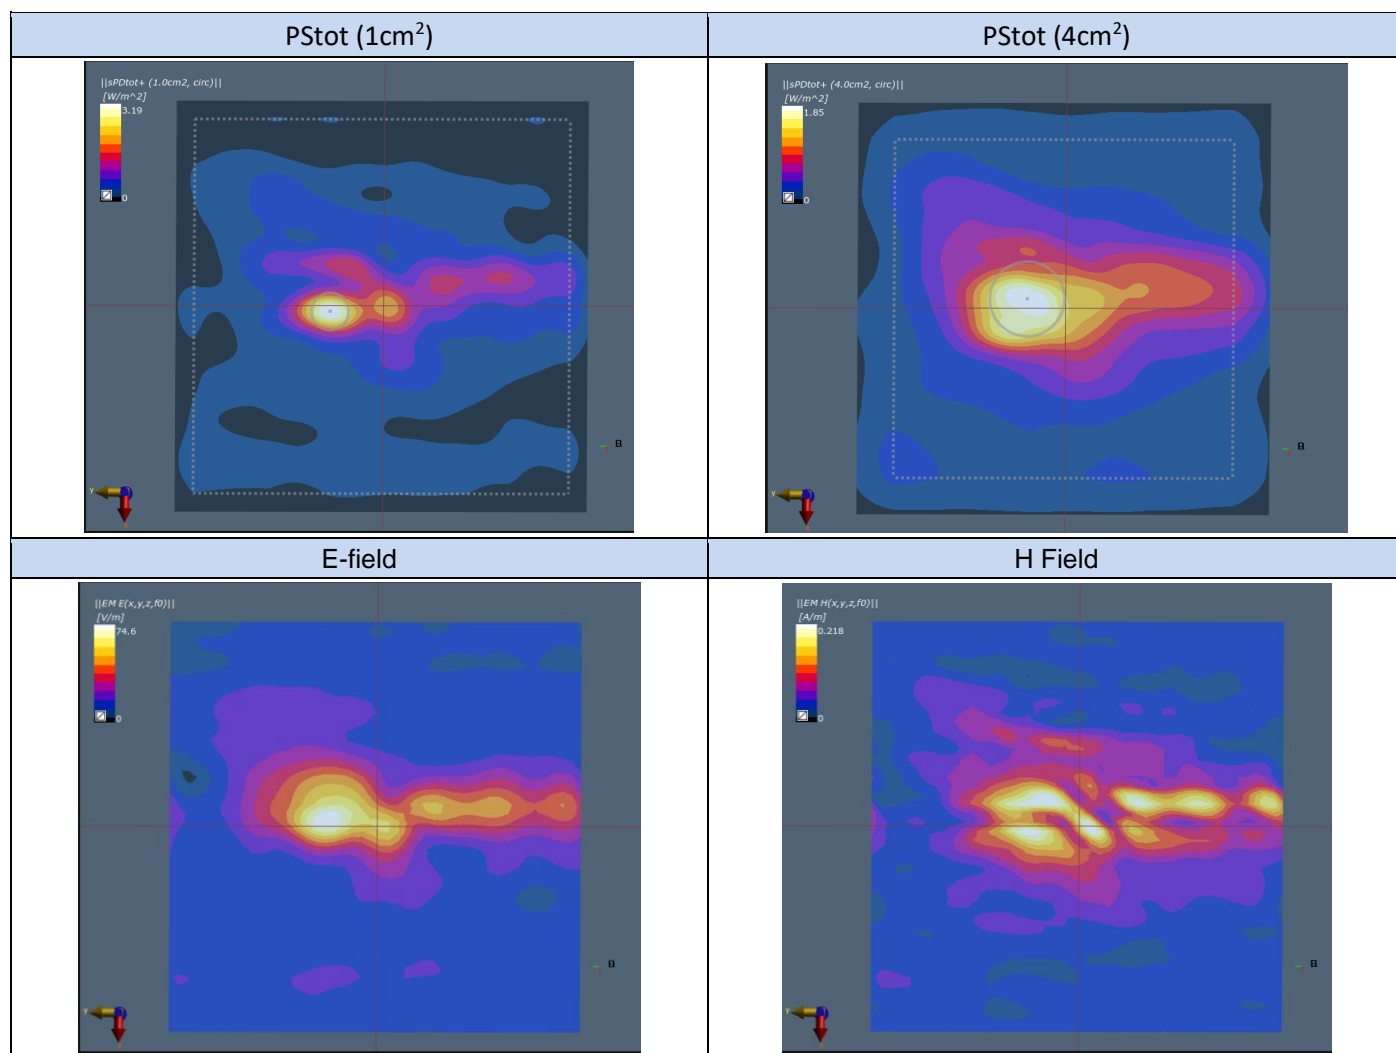 PStot (1cm²)
PStot (4cm²)
||sPDtot+ (1.0cm2, circ)||
[W/m^2]
3.19
0
y
||sPDtot+ (4.0cm2, circ)||
[W/m^2]
1.85
0
y
E-field
H Field
||EM E(x,y,z,f0)||
[V/m]
74.6
0
y
||EM H(x,y,z,f0)||
[A/m]
0.218
0
y